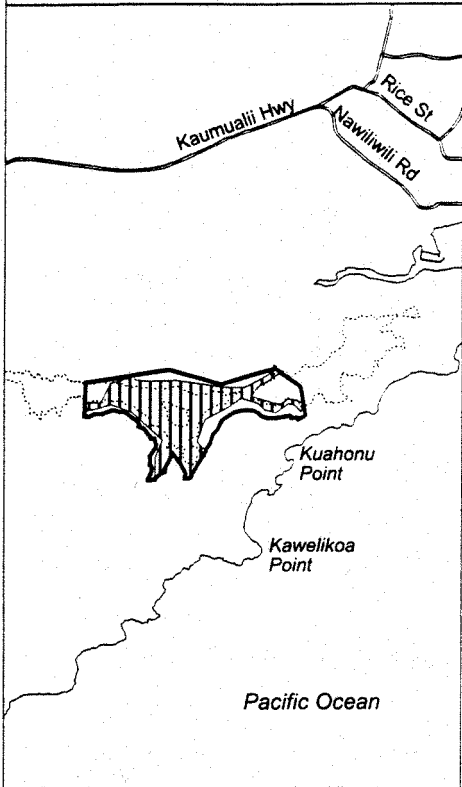 Rice St
Kaumualii Hwy
Nawiliwili Rd
Kuahonu
Point
Kawelikoa
Point
Pacific Ocean